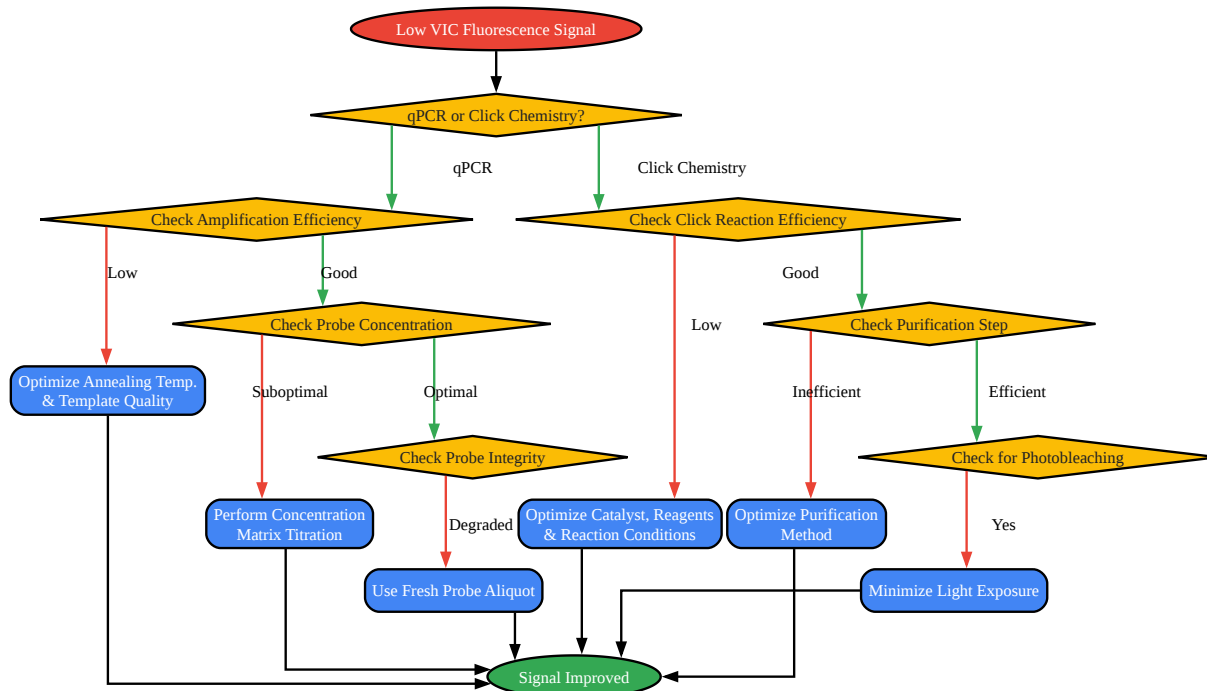 Low VIC Fluorescence Signal
qPCR or Click Chemistry?
qPCR
Click Chemistry
Check Amplification Efficiency
Check Click Reaction Efficiency
Low
Good
Good
Check Probe Concentration
Low
Check Purification Step
Optimize Annealing Temp.
& Template Quality
Suboptimal
Optimal
Inefficient
Efficient
Check Probe Integrity
Check for Photobleaching
Perform Concentration
Matrix Titration
Degraded
Optimize Catalyst, Reagents
& Reaction Conditions
Optimize Purification
Method
Yes
Use Fresh Probe Aliquot
Minimize Light Exposure
Signal Improved